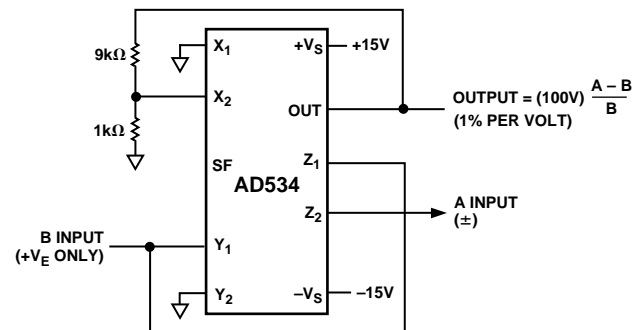 9kΩ
1kΩ
X1
X2
SF
AD534
Y1
Y2
+VS
+15V
OUT
Z1
Z2
–VS
–15V
OUTPUT = (100V) A – B
B
(1% PER VOLT)
A INPUT
(±)
B INPUT
(+VE ONLY)